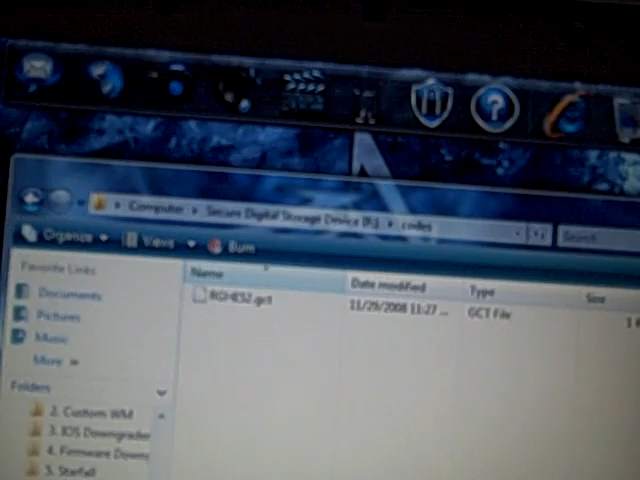 Computer Secure Digital Storage Device (F:) codes
Search
Organize Views Burn
Favorite Links
Name Date modified Type Size
Documents
11/29/2008 11:27 ... GCT File
Pictures
Music
More »
Folders
2. Custom WM
3. IOS Downgrader
4. Firmware Down
5. Starfall